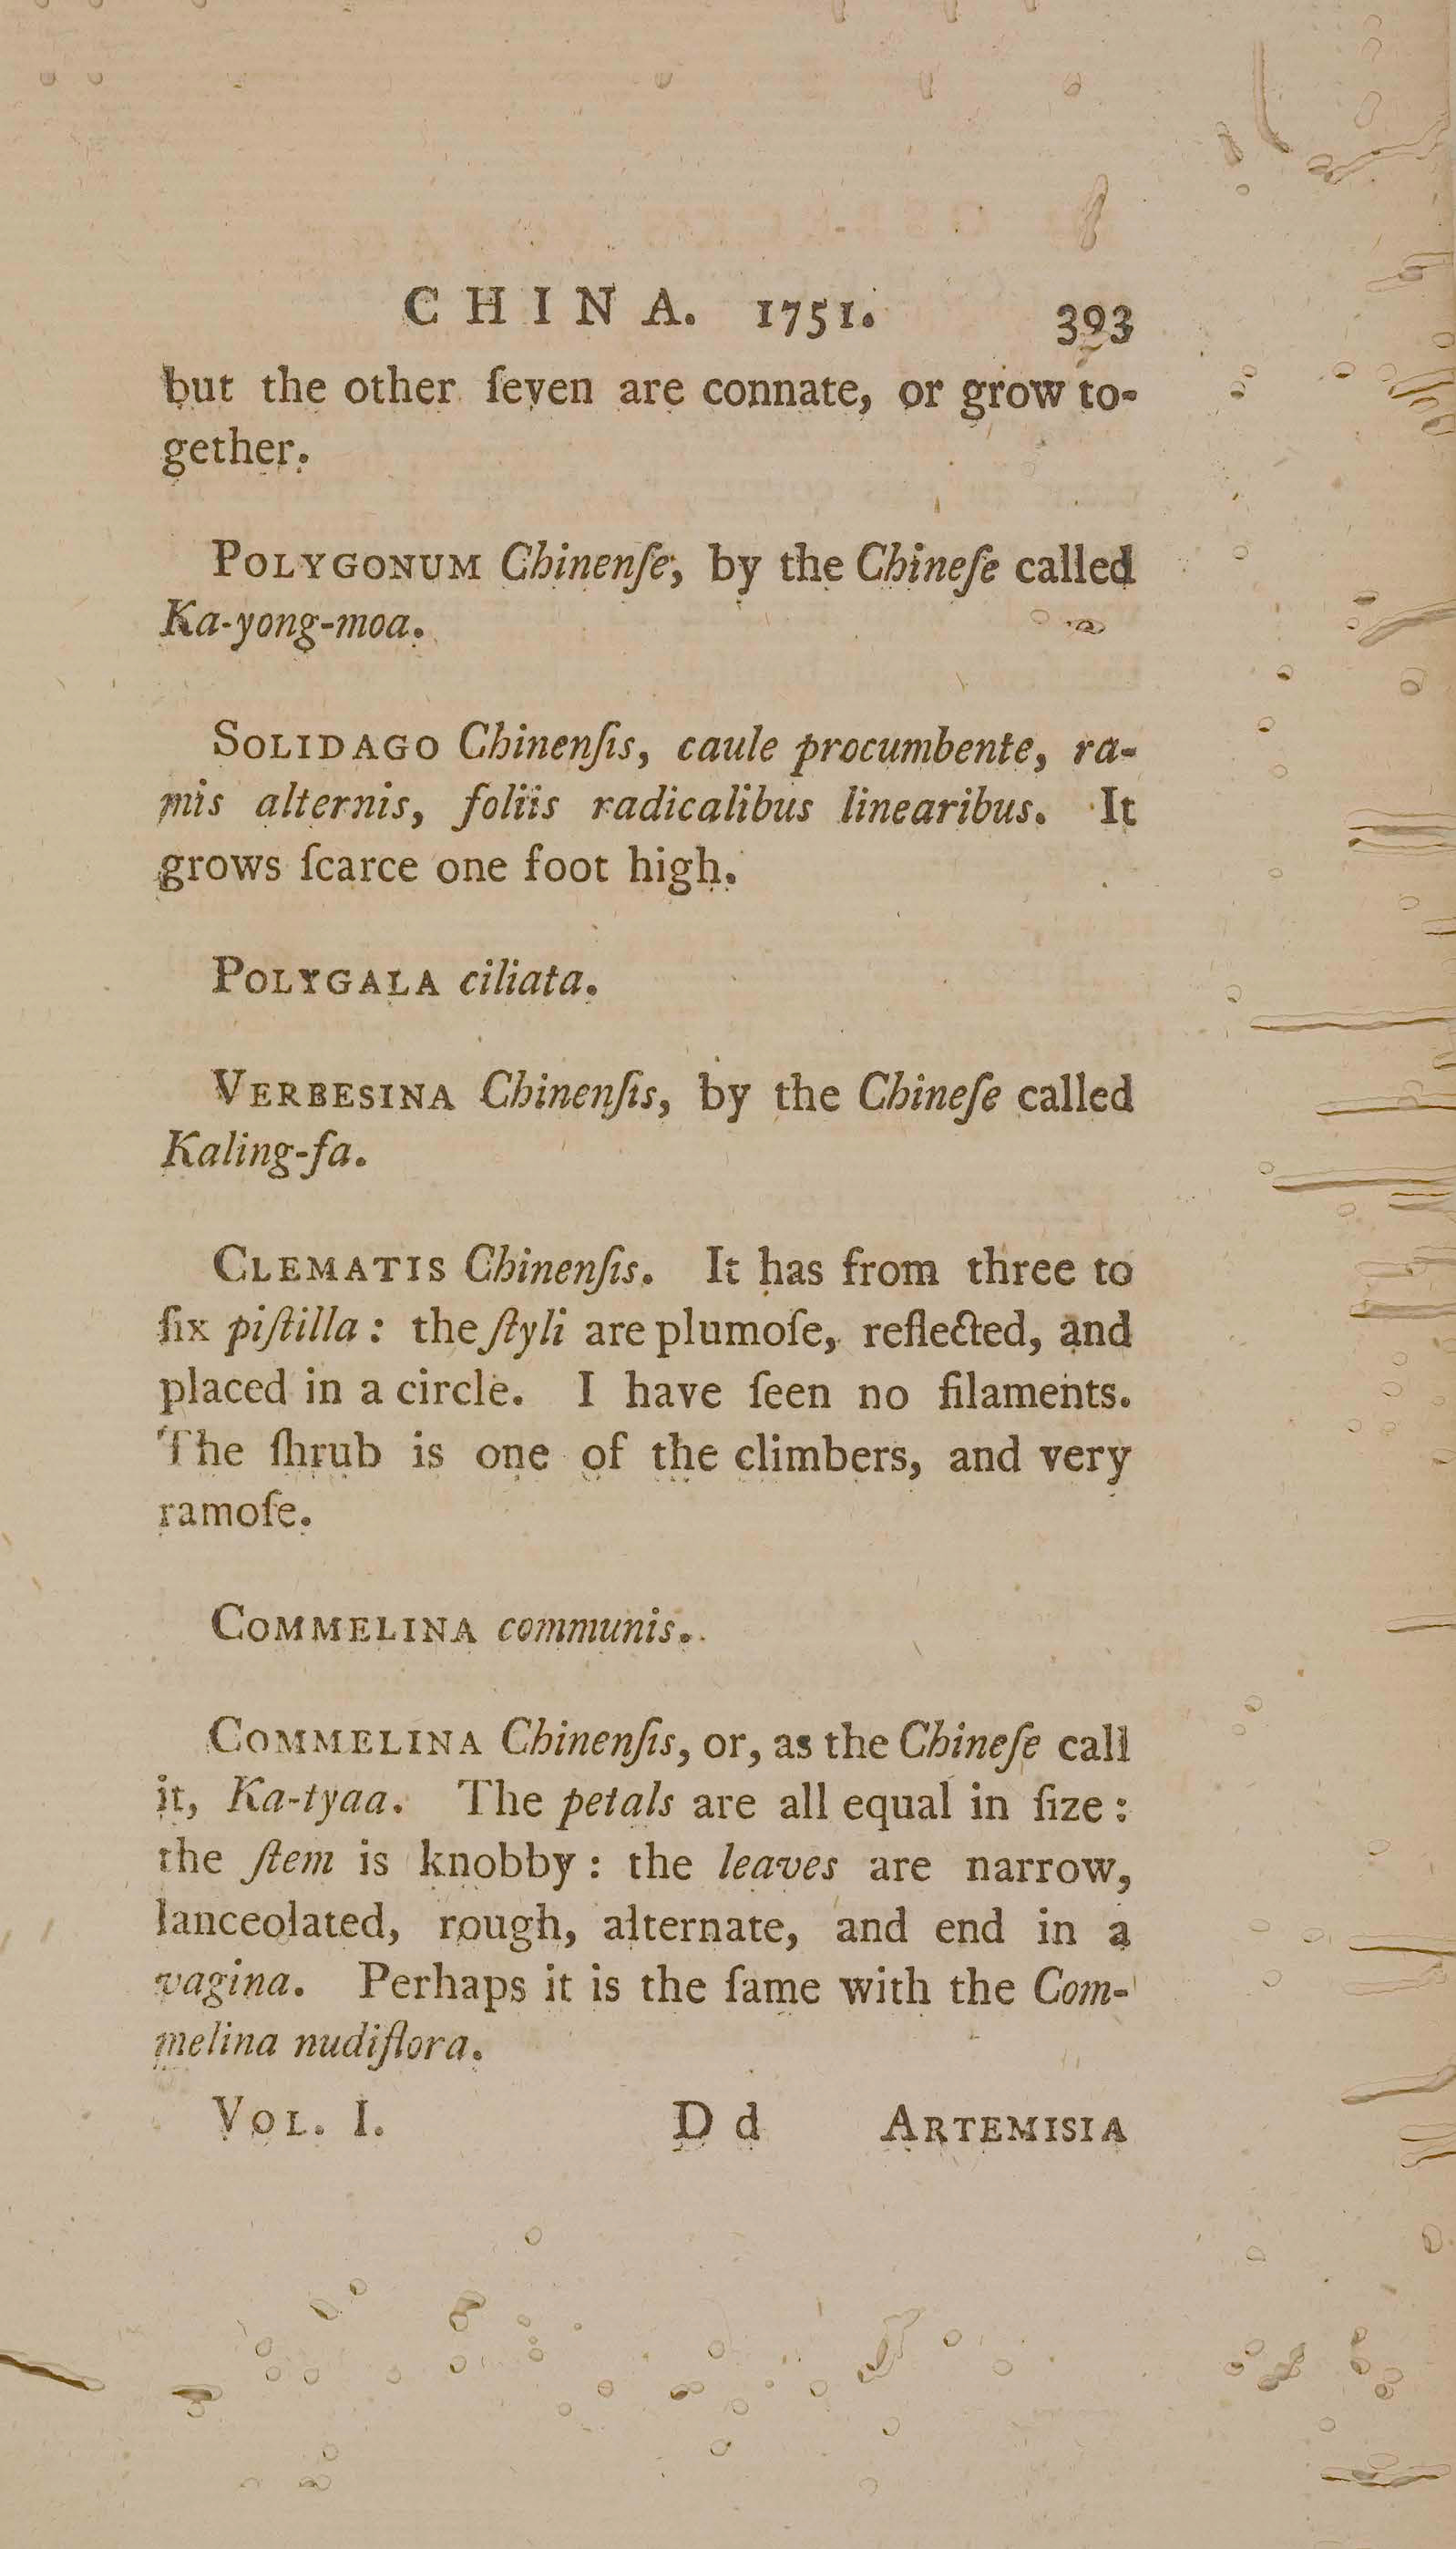 CHINA. 1751. 393
but the other ſeven are connate, or grow to-
gether.
POLYGONUM Chinenſe, by the Chineſe called
Ka-yong-moa.
SOLIDAGO Chinenſis, caule procumbente, ra-
mis alternis, foliis radicalibus linearibus. It
grows ſcarce one foot high.
POLYGALA ciliata.
VERBESINA Chinenſis, by the Chineſe called
Kaling-fa.
CLEMATIS Chinenſis. It has from three to
ſix piſtilla: the ſtyli are plumoſe, reflected, and
placed in a circle. I have ſeen no filaments.
The ſhrub is one of the climbers, and very
ramoſe.
COMMELINA communis.
COMMELINA Chinenſis, or, as the Chineſe call
it, Ka-tyaa. The petals are all equal in ſize:
the ſtem is knobby: the leaves are narrow,
lanceolated, rough, alternate, and end in a
vagina. Perhaps it is the ſame with the Com-
melina nudiflora.
VOL. I. D d ARTEMISIA